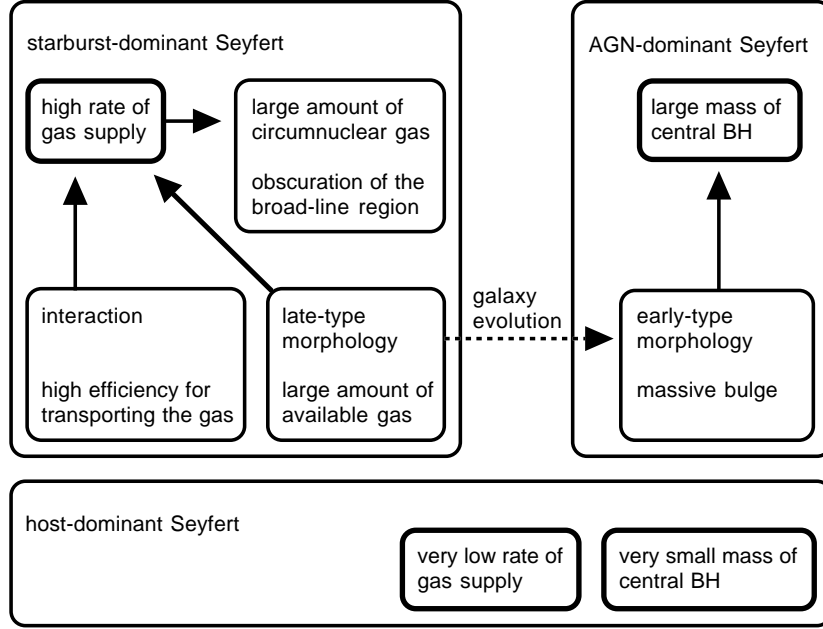 starburst-dominant Seyfert
high rate of
gas supply
large amount of
circumnuclear gas
obscuration of the
broad-line region
interaction
high efficiency for
transporting the gas
late-type
morphology
large amount of
available gas
galaxy
evolution
AGN-dominant Seyfert
large mass of
central BH
early-type
morphology
massive bulge
host-dominant Seyfert
very low rate of
gas supply
very small mass of
central BH